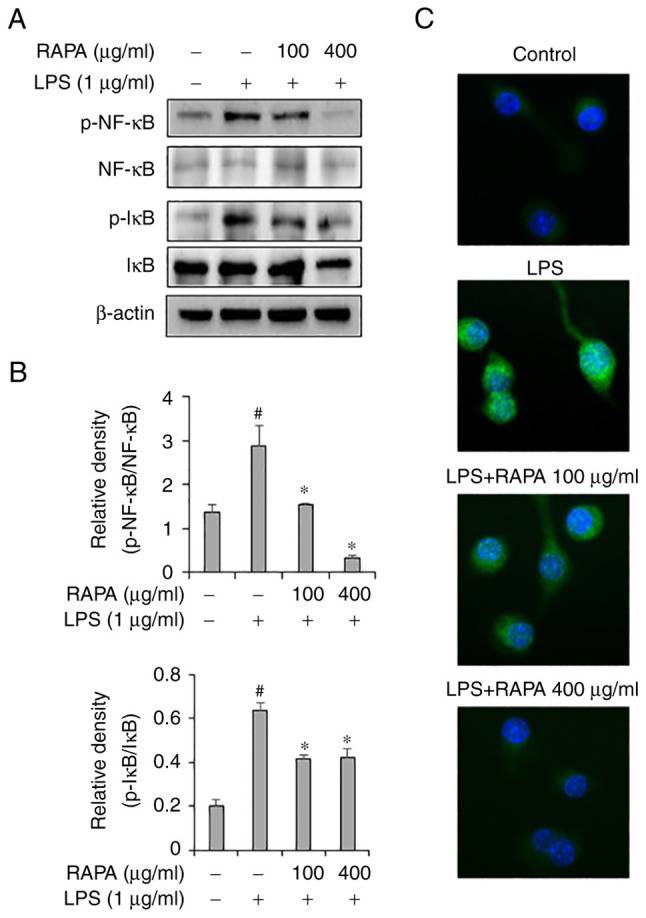 A
RAPA (μg/ml) – – 100 400
LPS (1 μg/ml) – + + +
p-NF-κB
NF-κB
p-IκB
IκB
β-actin
B
Relative density
(p-NF-κB/NF-κB)
4
3
2
1
0
#
*
*
RAPA (μg/ml) – – 100 400
LPS (1 μg/ml) – + + +
Relative density
(p-IκB/IκB)
0.8
0.6
0.4
0.2
0
#
*
*
RAPA (μg/ml) – – 100 400
LPS (1 μg/ml) – + + +
C
Control
LPS
LPS+RAPA 100 μg/ml
LPS+RAPA 400 μg/ml